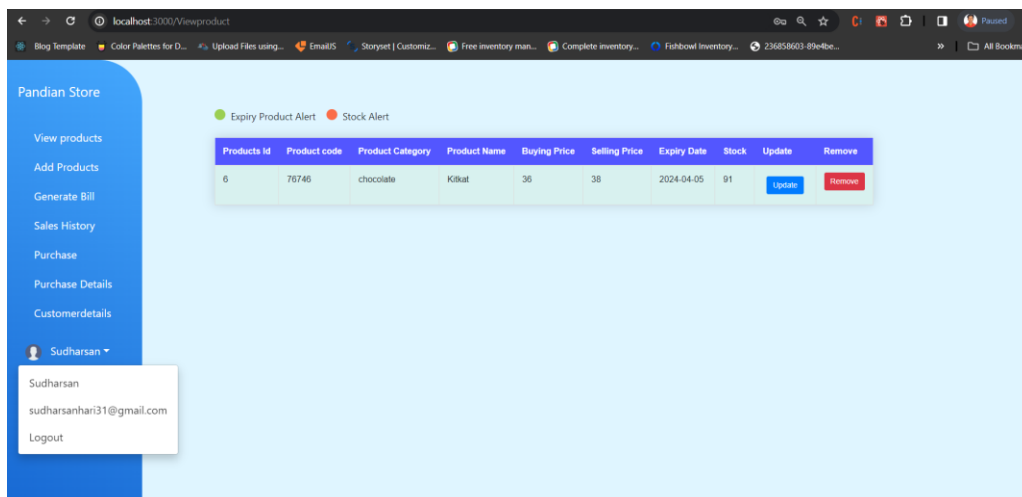 localhost:3000/Viewproduct
Paused
Blog Template Color Palettes for D... Upload Files using... EmailJS Storyset | Customiz... Free inventory man... Complete inventory... Fishbowl Inventory... 236858603-89e4be... » All Bookma
Pandian Store
View products
Add Products
Generate Bill
Sales History
Purchase
Purchase Details
Customerdetails
Sudharsan
Sudharsan
sudharsanhari31@gmail.com
Logout
Expiry Product Alert Stock Alert
Products Id Product code Product Category Product Name Buying Price Selling Price Expiry Date Stock Update Remove
6 76746 chocolate Kitkat 36 38 2024-04-05 91 Update Remove